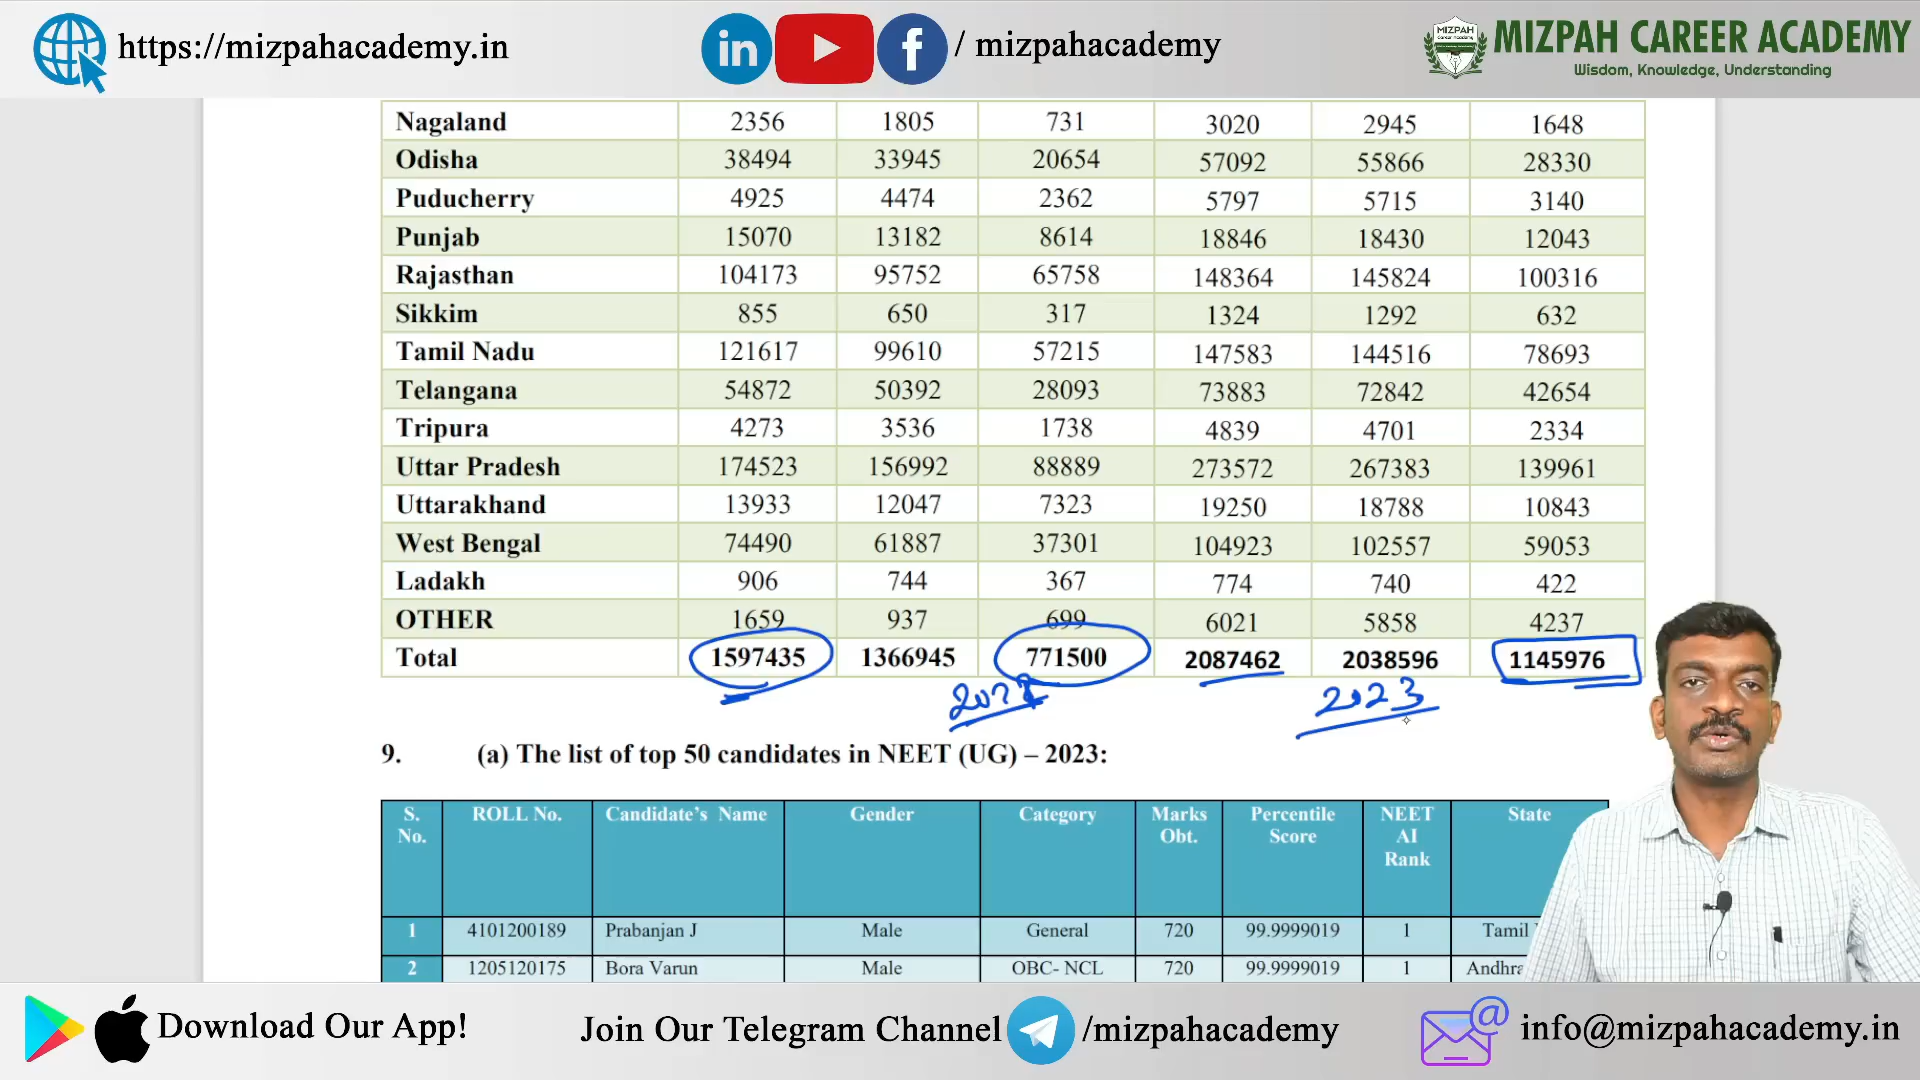 https://mizpahacademy.in
/ mizpahacademy
MIZPAH
MIZPAH CAREER ACADEMY
Wisdom, Knowledge, Understanding
Nagaland 2356 1805 731 3020 2945 1648
Odisha 38494 33945 20654 57092 55866 28330
Puducherry 4925 4474 2362 5797 5715 3140
Punjab 15070 13182 8614 18846 18430 12043
Rajasthan 104173 95752 65758 148364 145824 100316
Sikkim 855 650 317 1324 1292 632
Tamil Nadu 121617 99610 57215 147583 144516 78693
Telangana 54872 50392 28093 73883 72842 42654
Tripura 4273 3536 1738 4839 4701 2334
Uttar Pradesh 174523 156992 88889 273572 267383 139961
Uttarakhand 13933 12047 7323 19250 18788 10843
West Bengal 74490 61887 37301 104923 102557 59053
Ladakh 906 744 367 774 740 422
OTHER 1659 937 699 6021 5858 4237
Total 1597435 1366945 771500 2087462 2038596 1145976
2023
9. (a) The list of top 50 candidates in NEET (UG) – 2023:
S. No. ROLL No. Candidate's Name Gender Category Marks Obt. Percentile Score NEET AI Rank State
1 4101200189 Prabanjan J Male General 720 99.9999019 1 Tamil
2 1205120175 Bora Varun Male OBC- NCL 720 99.9999019 1 Andhra
Download Our App!
Join Our Telegram Channel /mizpahacademy
@ info@mizpahacademy.in